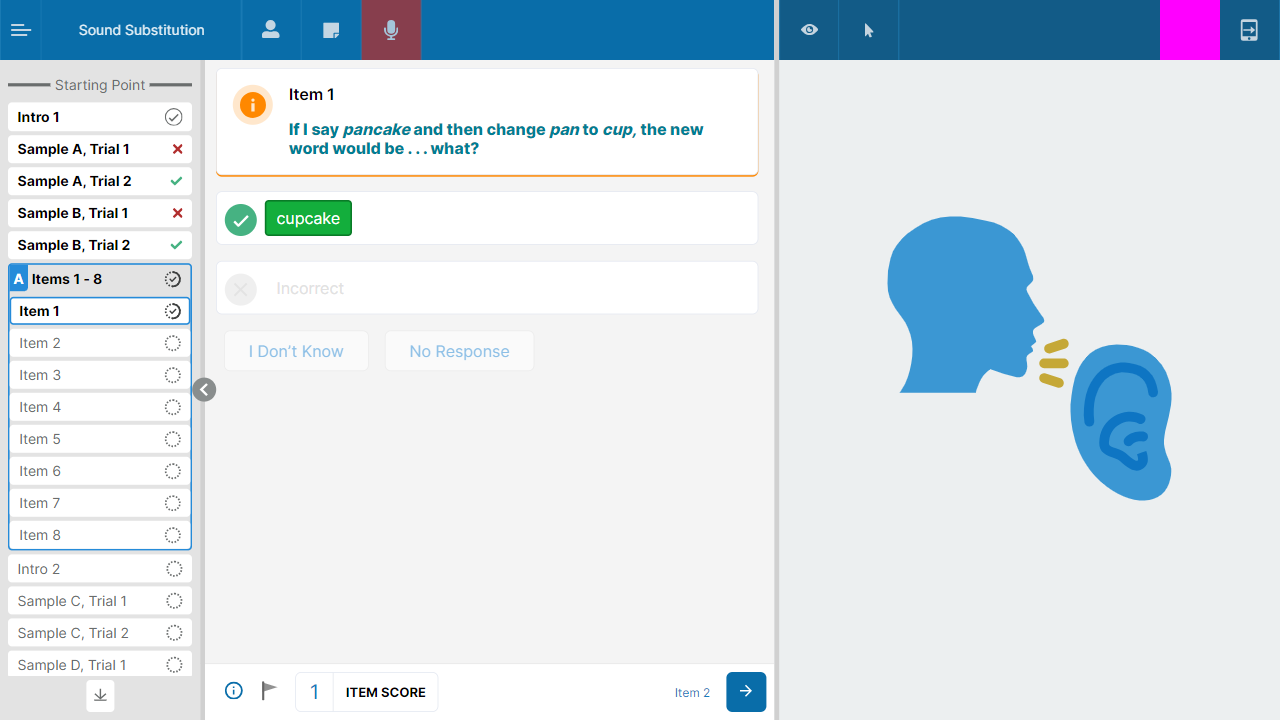 Sound Substitution
Starting Point
Intro 1
Sample A, Trial 1
Sample A, Trial 2
Sample B, Trial 1
Sample B, Trial 2
A Items 1 - 8
Item 1
Item 2
Item 3
Item 4
Item 5
Item 6
Item 7
Item 8
Intro 2
Sample C, Trial 1
Sample C, Trial 2
Sample D, Trial 1
Item 1
If I say pancake and then change pan to cup, the new
word would be . . . what?
cupcake
Incorrect
I Don't Know
No Response
1 ITEM SCORE
Item 2